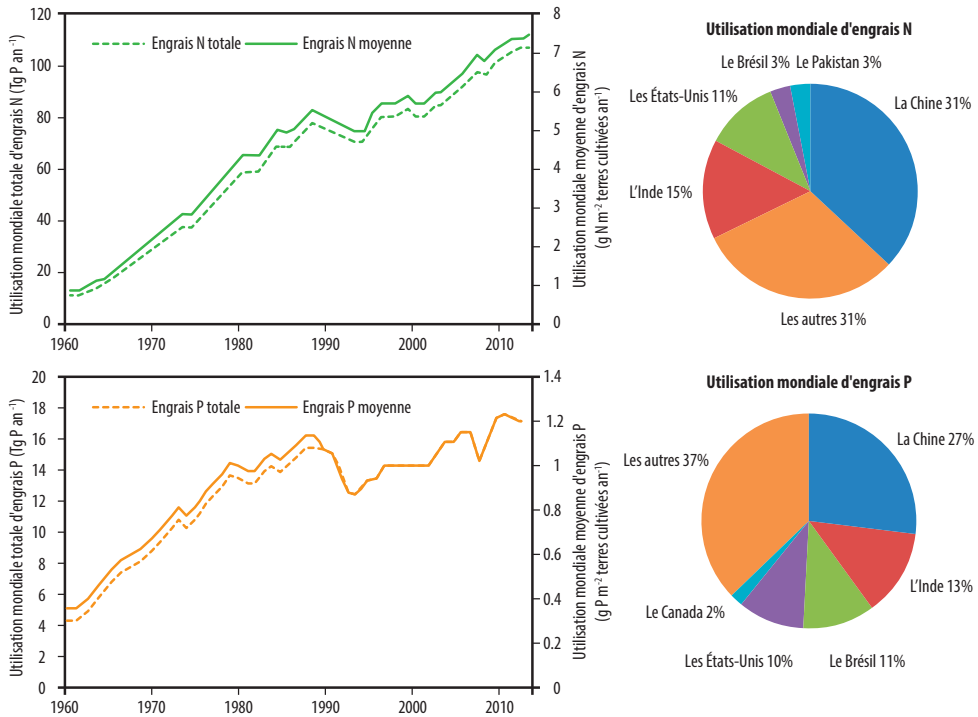 Utilisation mondiale totale d'engrais N (Tg P an⁻¹)
120
100
80
60
40
20
0
Engrais N totale
Engrais N moyenne
8
7
6
5
4
3
2
1
0
Utilisation mondiale moyenne d'engrais N
(g N m⁻² terres cultivées an⁻¹)
1960 1970 1980 1990 2000 2010
Utilisation mondiale d'engrais N
Le Brésil 3%
Le Pakistan 3%
Les États-Unis 11%
La Chine 31%
L'Inde 15%
Les autres 31%
Utilisation mondiale totale d'engrais P (Tg P an⁻¹)
20
18
16
14
12
10
8
6
4
2
0
Engrais P totale
Engrais P moyenne
1.4
1.2
1
0.8
0.6
0.4
0.2
0
Utilisation mondiale moyenne d'engrais P
(g P m⁻² terres cultivées an⁻¹)
1960 1970 1980 1990 2000 2010
Utilisation mondiale d'engrais P
La Chine 27%
Les autres 37%
L'Inde 13%
Le Canada 2%
Les États-Unis 10%
Le Brésil 11%